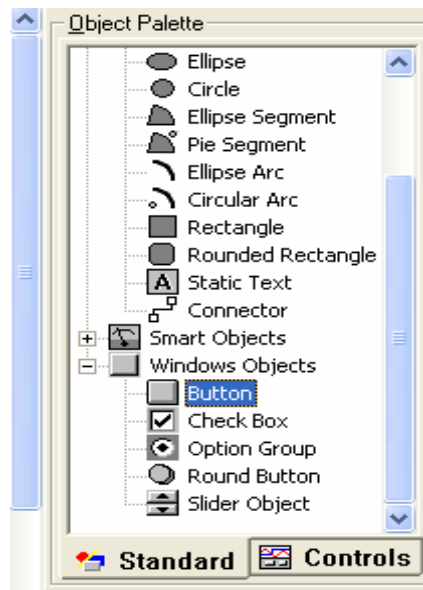 Object Palette
Ellipse
Circle
Ellipse Segment
Pie Segment
Ellipse Arc
Circular Arc
Rectangle
Rounded Rectangle
A Static Text
Connector
Smart Objects
Windows Objects
Button
Check Box
Option Group
Round Button
Slider Object
Standard Controls